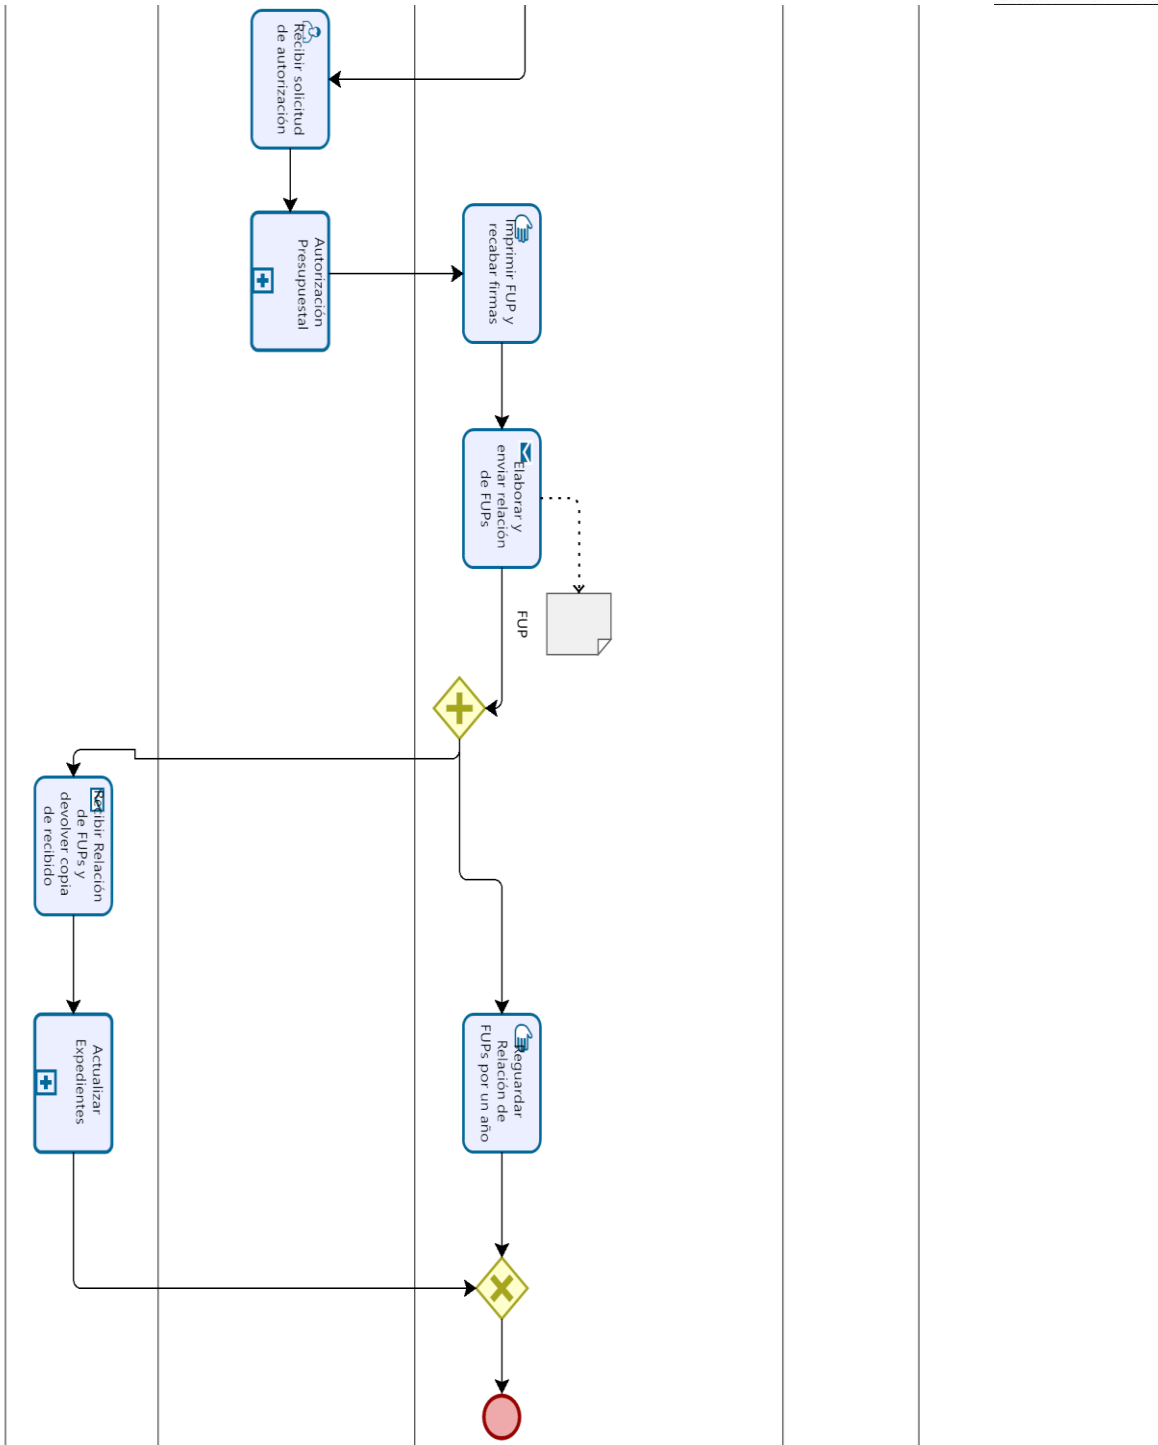 Recibir solicitud
de autorización
Autorización
Presupuestal
Imprimir FUP y
recabar firmas
Elaborar y
enviar relación
de FUPs
FUP
Recibir Relación
de FUPs y
devolver copia
de recibido
Actualizar
Expedientes
Reguardar
Relación de
FUPs por un año